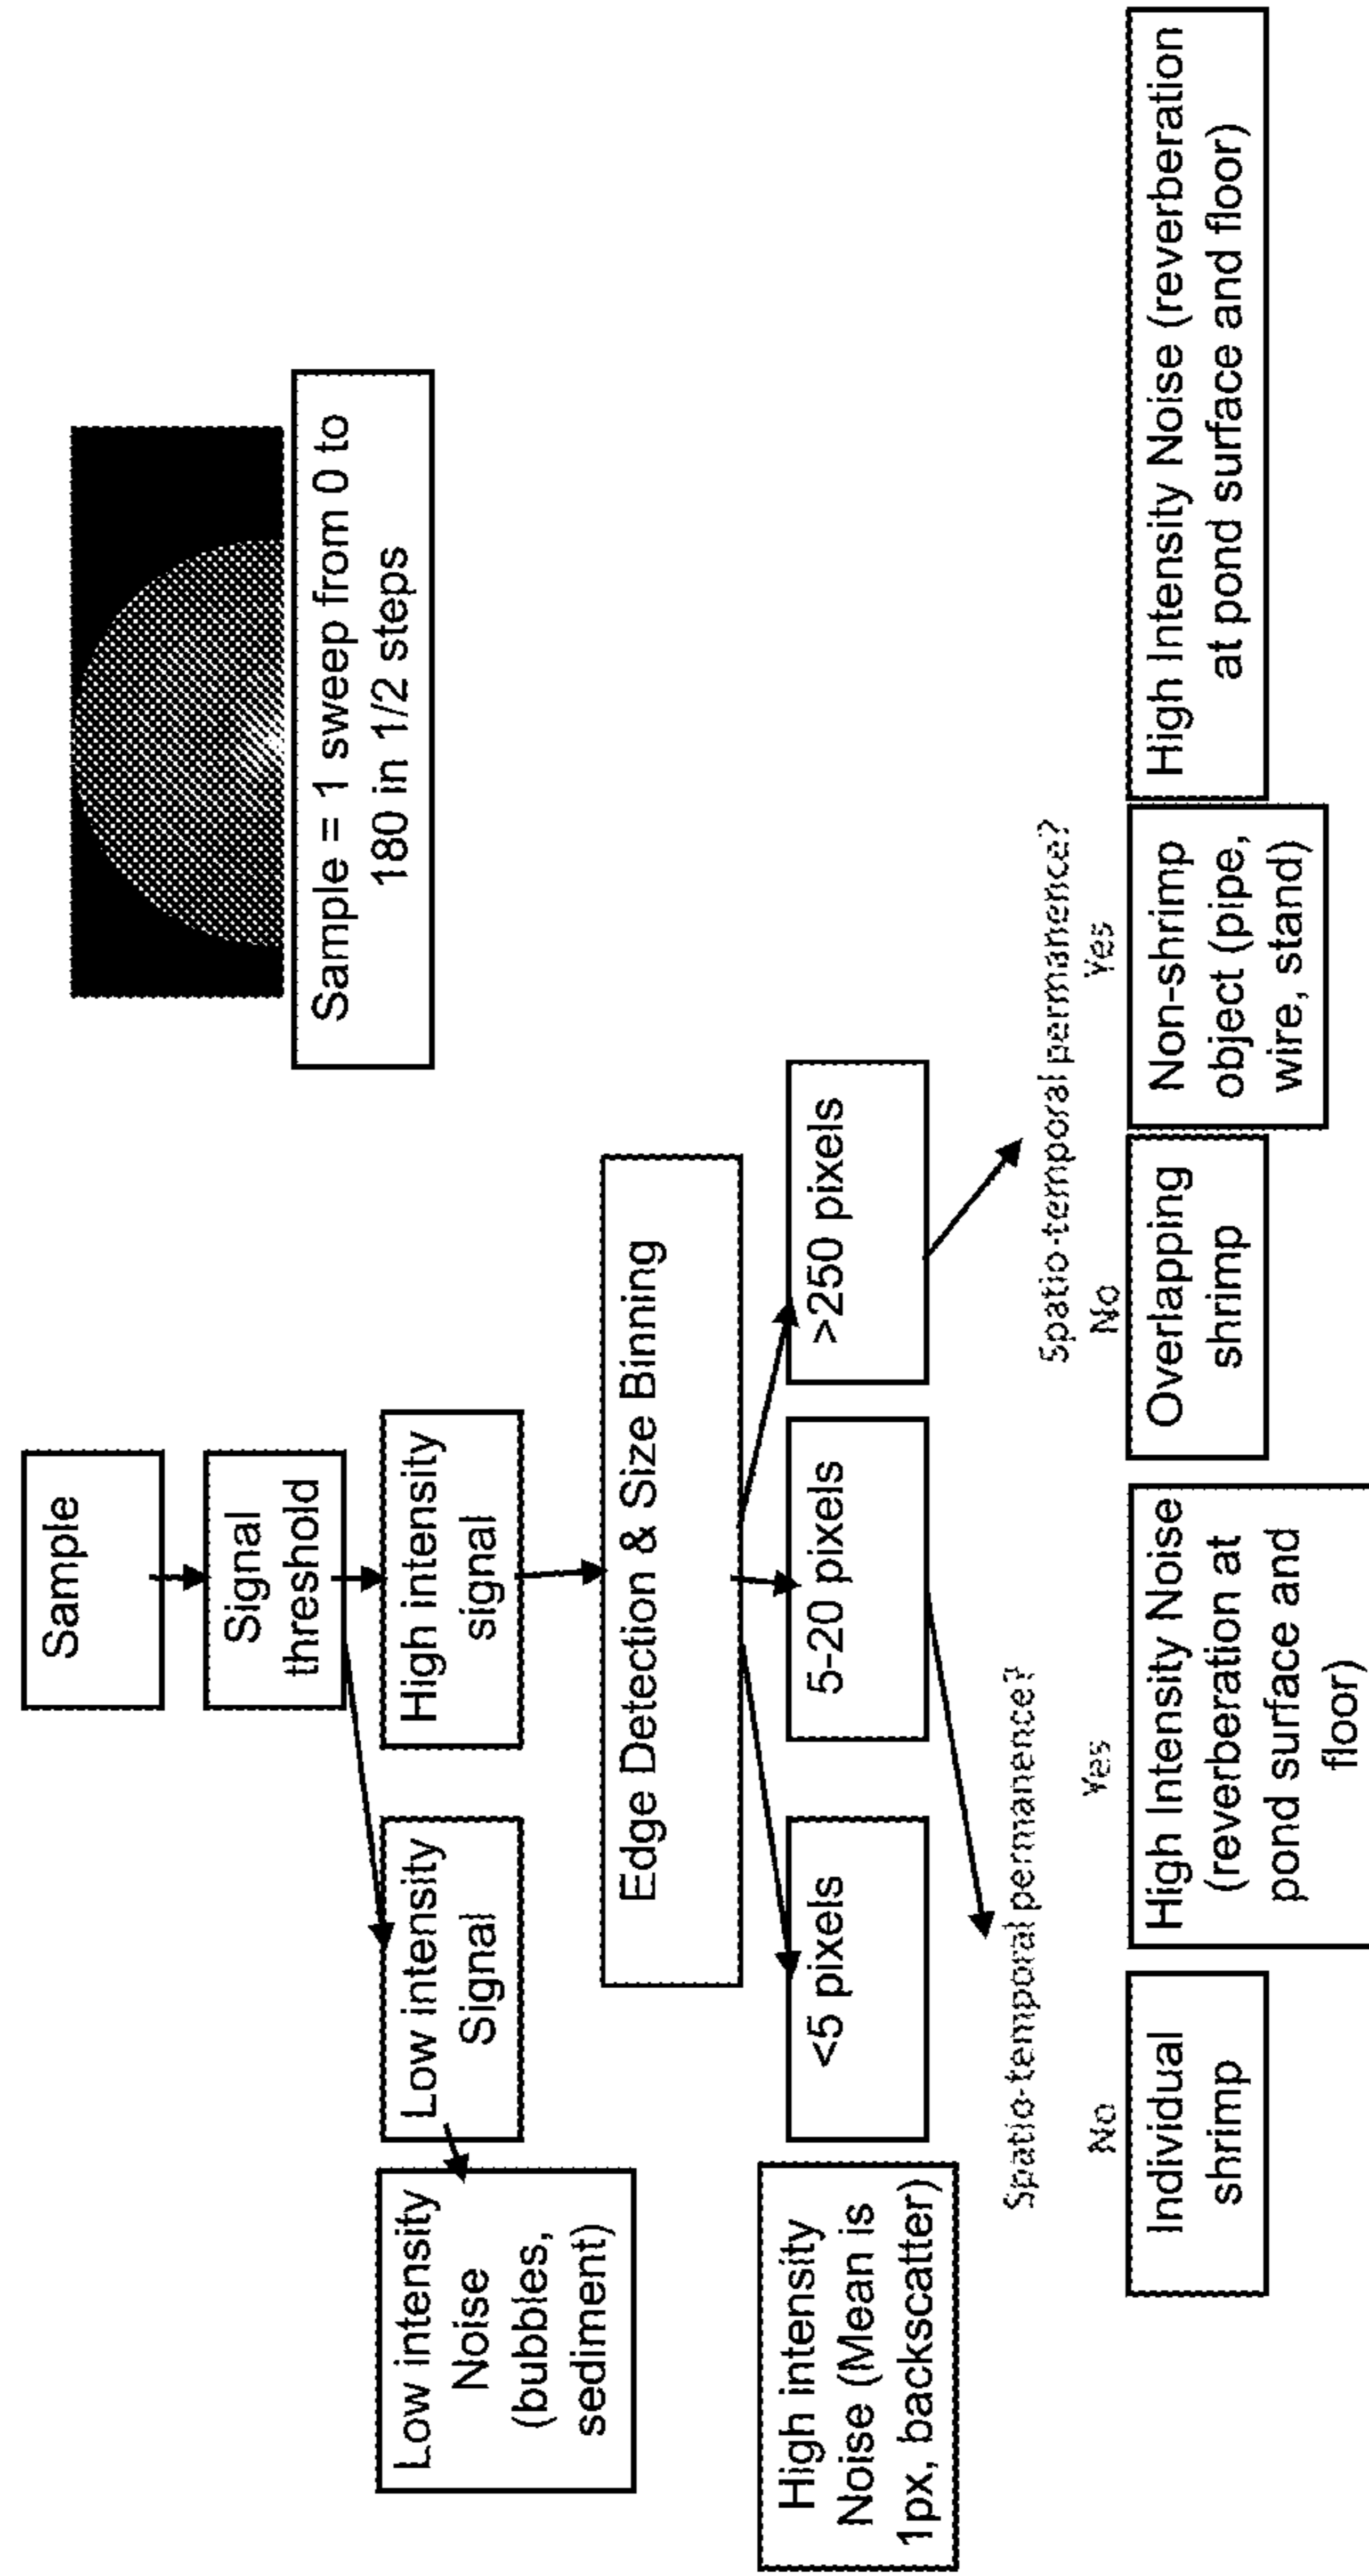 Sample
Signal
threshold
Sample = 1 sweep from 0 to
180 in 1/2 steps
Low intensity
Noise
(bubbles,
sediment)
Low intensity
Signal
High intensity
signal
Edge Detection & Size Binning
High intensity
Noise (Mean is
1px, backscatter)
<5 pixels
5-20 pixels
>250 pixels
Spatio-temporal permanence?
No
Yes
Spatio-temporal permanence?
No
Yes
Individual
shrimp
High Intensity Noise
(reverberation at
pond surface and
floor)
Overlapping
shrimp
Non-shrimp
object (pipe,
wire, stand)
High Intensity Noise (reverberation
at pond surface and floor)